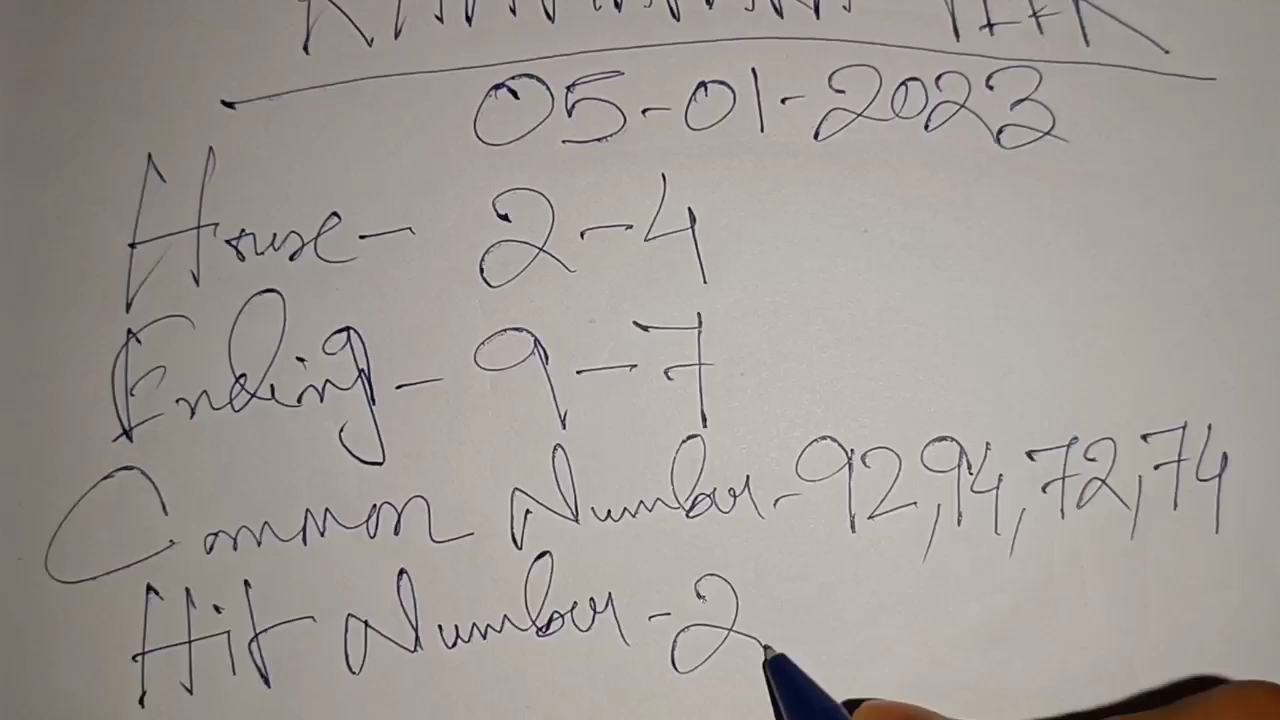 05-01-2023
House- 2-4
Ending- 9-7
Common Number-92,94,72,74
Hit Number-2